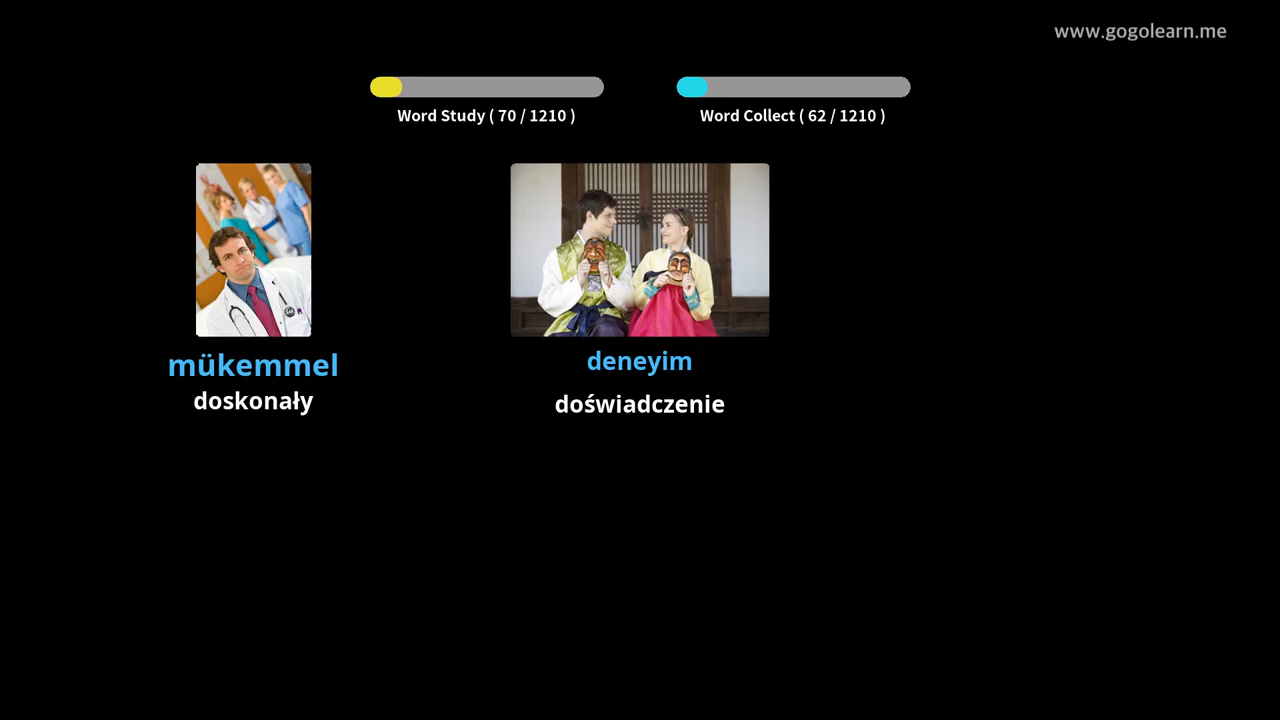 www.gogolearn.me
Word Study ( 70 / 1210 )
Word Collect ( 62 / 1210 )
mükemmel
doskonały
deneyim
doświadczenie